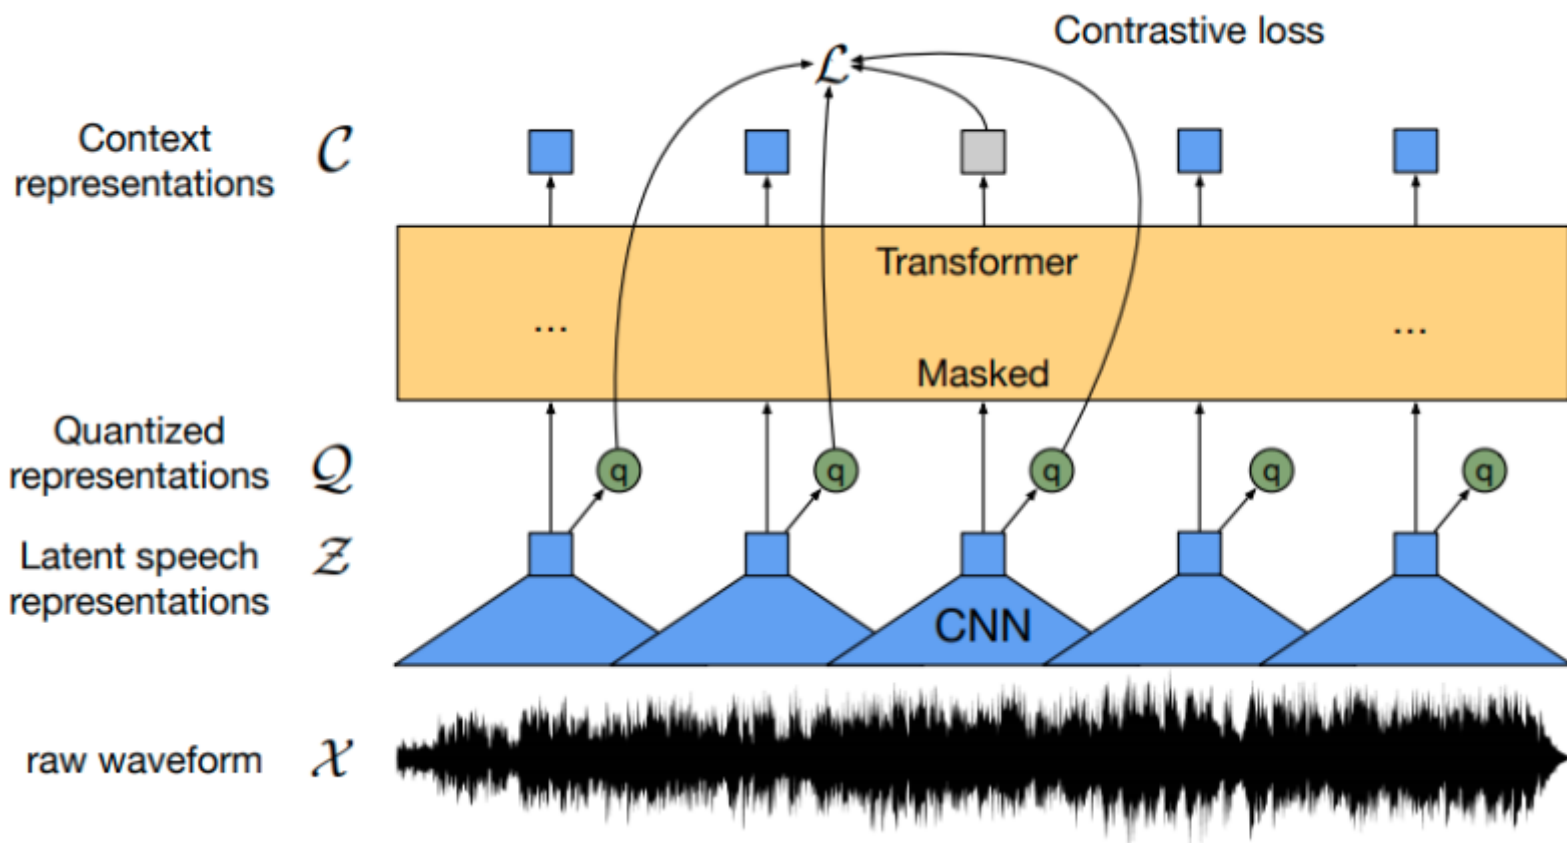 Contrastive loss
ℒ
Context
representations
𝒞
Transformer
...
...
Masked
Quantized
representations
𝒬
q
q
q
q
q
Latent speech
representations
𝒵
CNN
raw waveform
𝒳